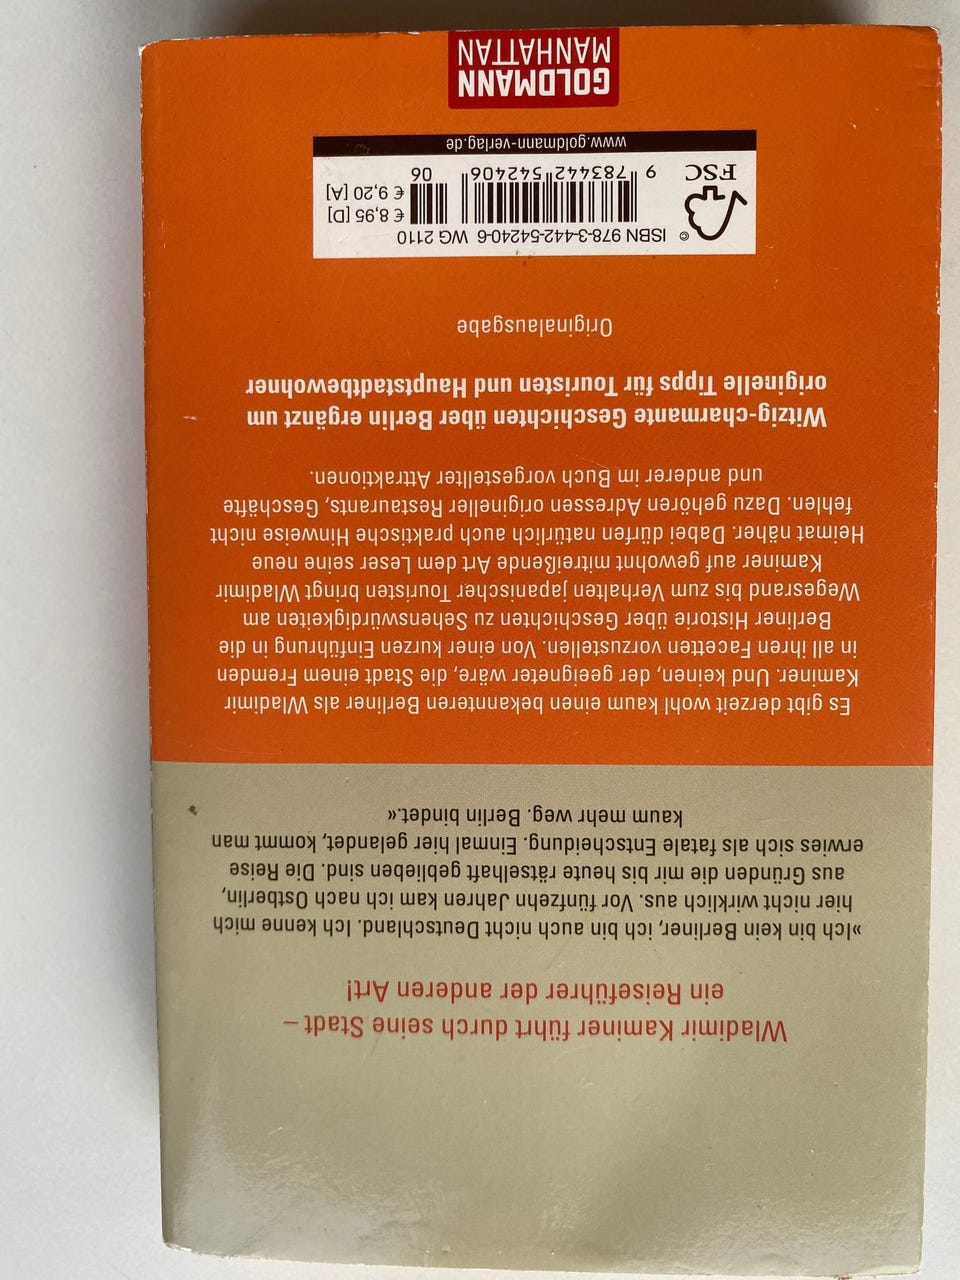 Wladimir Kaminer führt durch seine Stadt –
ein Reiseführer der anderen Art!
»Ich bin kein Berliner, ich bin auch nicht Deutschland. Ich kenne mich
hier nicht wirklich aus. Vor fünfzehn Jahren kam ich nach Ostberlin,
aus Gründen die mir bis heute rätselhaft geblieben sind. Die Reise
erwies sich als fatale Entscheidung. Einmal hier gelandet, kommt man
kaum mehr weg. Berlin bindet.«
Es gibt derzeit wohl kaum einen bekannteren Berliner als Wladimir
Kaminer. Und keinen, der geeigneter wäre, die Stadt einem Fremden
in all ihren Facetten vorzustellen. Von einer kurzen Einführung in die
Berliner Historie über Geschichten zu Sehenswürdigkeiten am
Wegesrand bis zum Verhalten japanischer Touristen bringt Wladimir
Kaminer auf gewohnt mitreißende Art dem Leser seine neue
Heimat näher. Dabei dürfen natürlich auch praktische Hinweise nicht
fehlen. Dazu gehören Adressen origineller Restaurants, Geschäfte
und anderer im Buch vorgestellter Attraktionen.
Witzig-charmante Geschichten über Berlin ergänzt um
originelle Tipps für Touristen und Hauptstadtbewohner
Originalausgabe
© ISBN 978-3-442-54240-6 WG 2110
€ 8,95 [D]
€ 9,20 [A]
FSC
9 783442 542406
06
www.goldmann-verlag.de
GOLDMANN
MANHATTAN